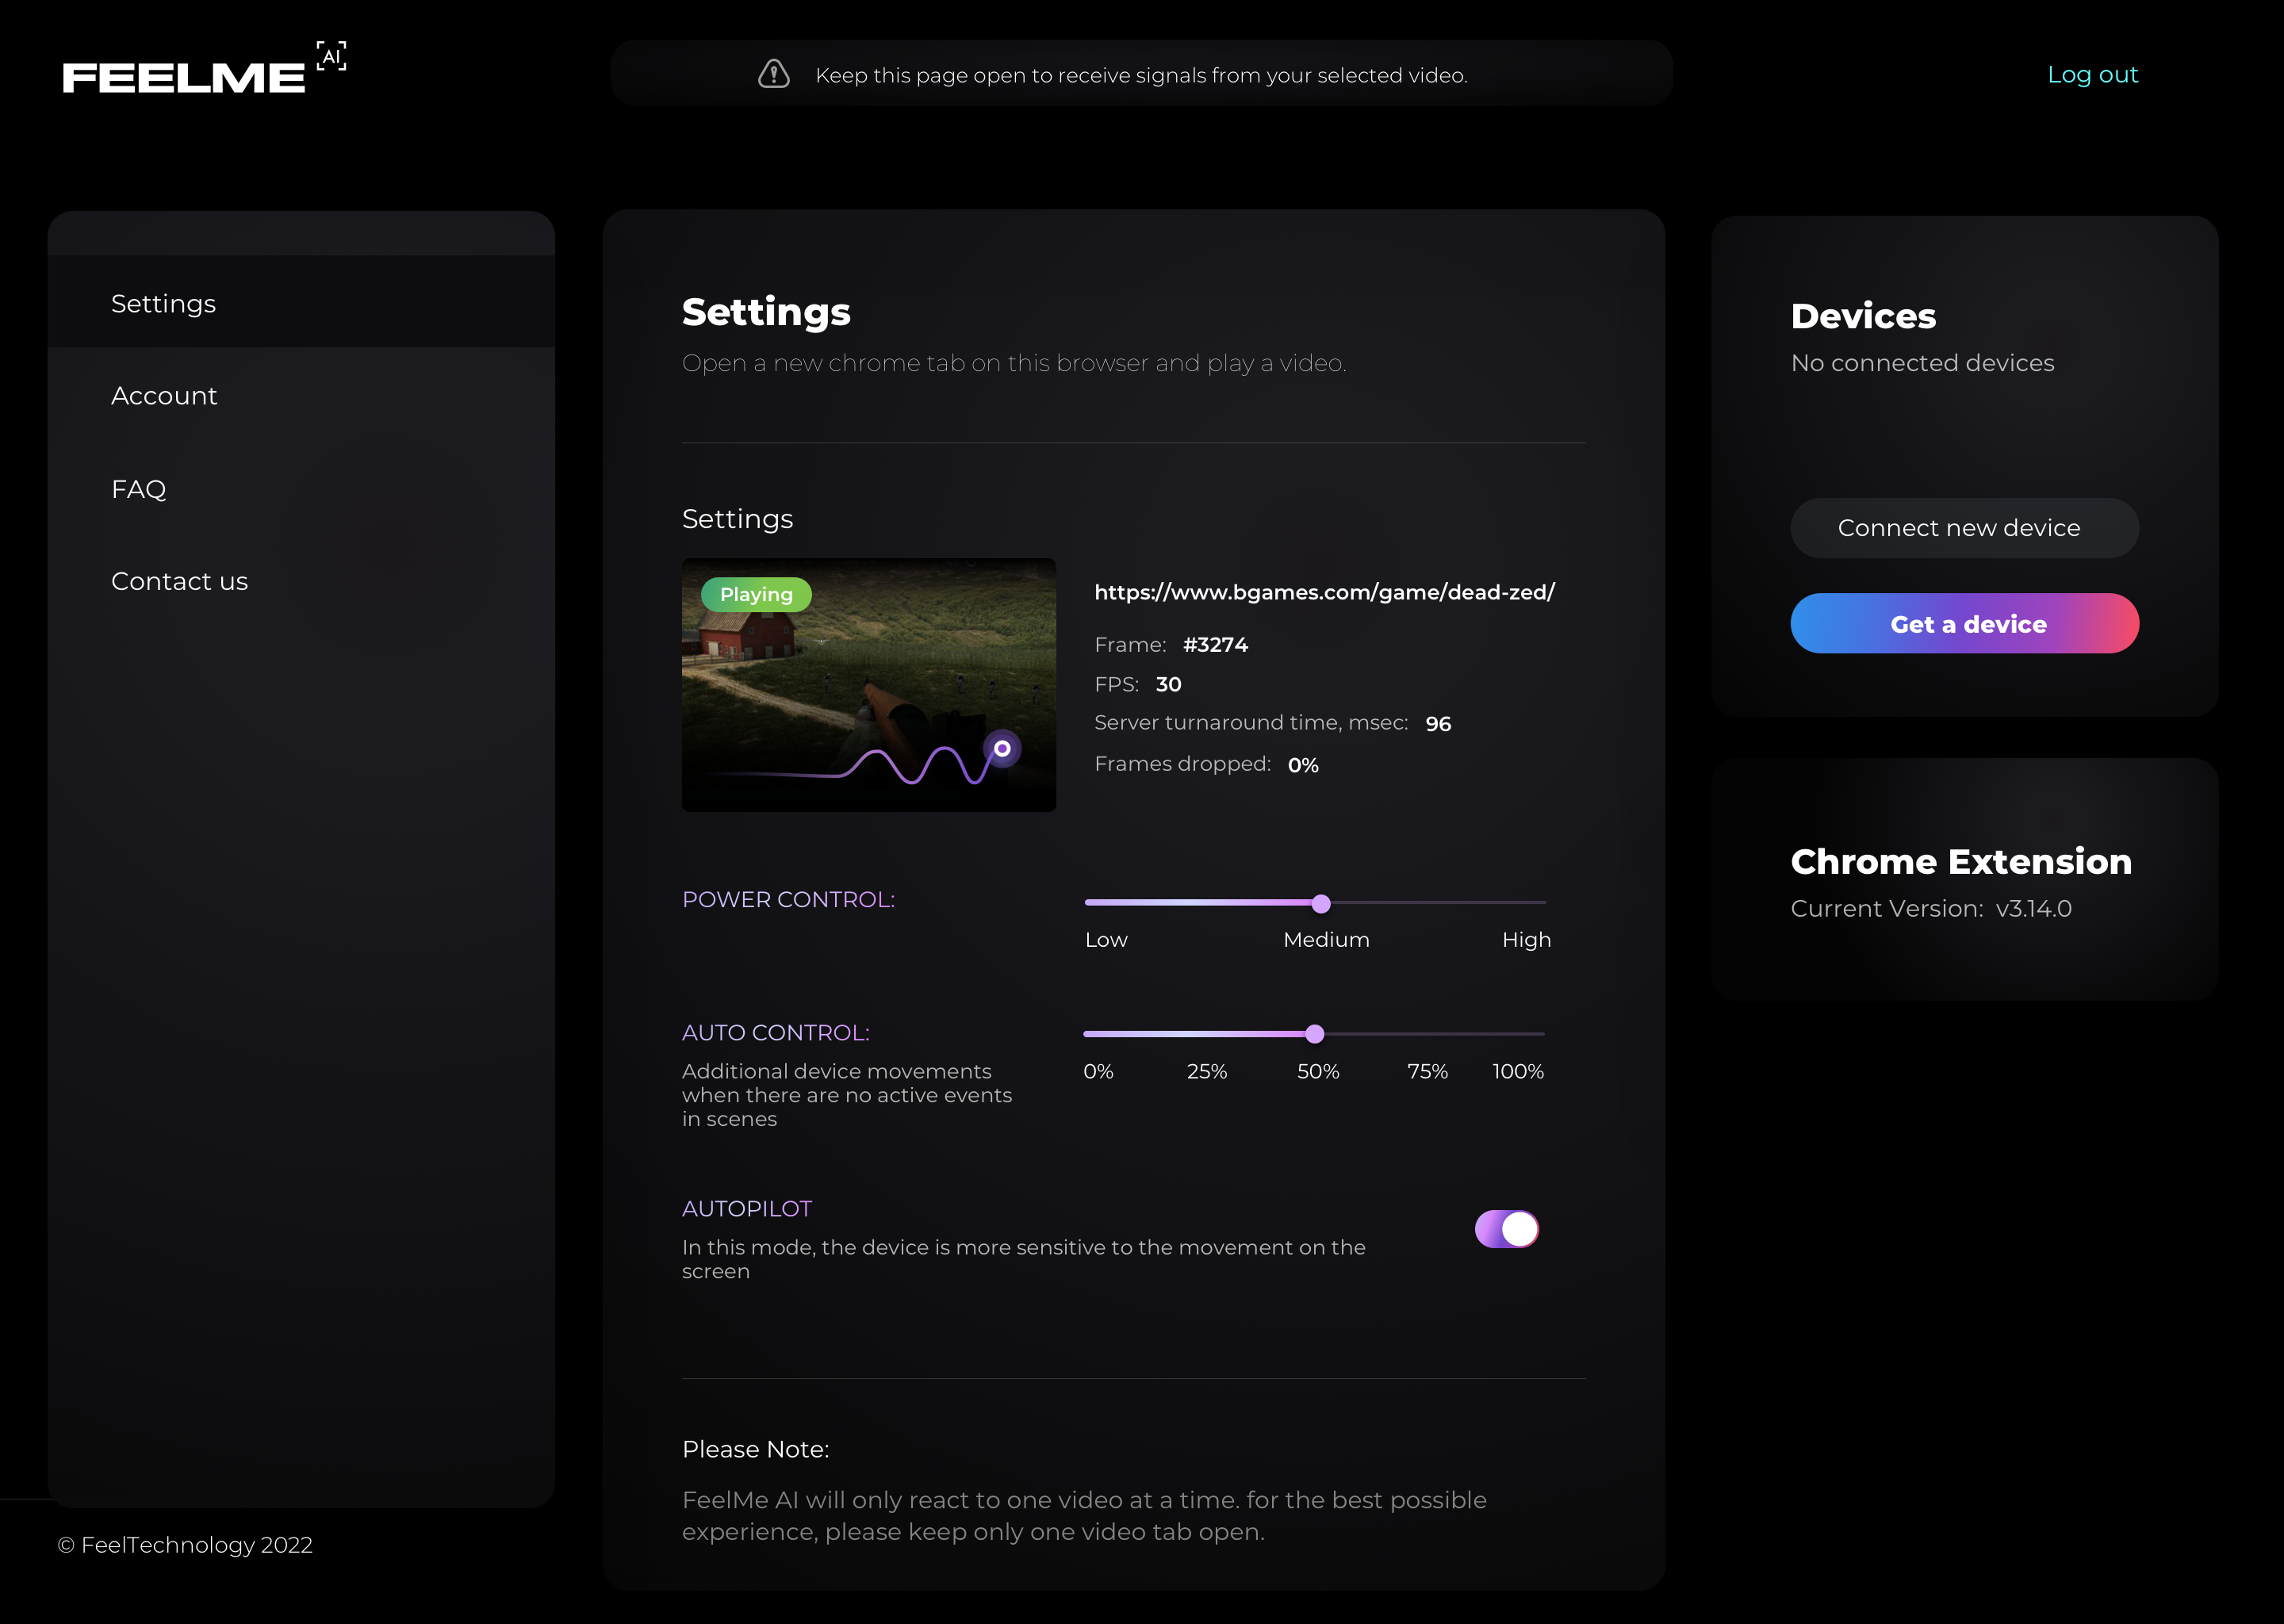 FEELME AI
Keep this page open to receive signals from your selected video.
Log out
Settings
Account
FAQ
Contact us
© FeelTechnology 2022
Settings
Open a new chrome tab on this browser and play a video.
Settings
Playing
https://www.bgames.com/game/dead-zed/
Frame: #3274
FPS: 30
Server turnaround time, msec: 96
Frames dropped: 0%
POWER CONTROL:
Low Medium High
AUTO CONTROL:
Additional device movements
when there are no active events
in scenes
0% 25% 50% 75% 100%
AUTOPILOT
In this mode, the device is more sensitive to the movement on the
screen
Please Note:
FeelMe AI will only react to one video at a time. for the best possible
experience, please keep only one video tab open.
Devices
No connected devices
Connect new device
Get a device
Chrome Extension
Current Version: v3.14.0